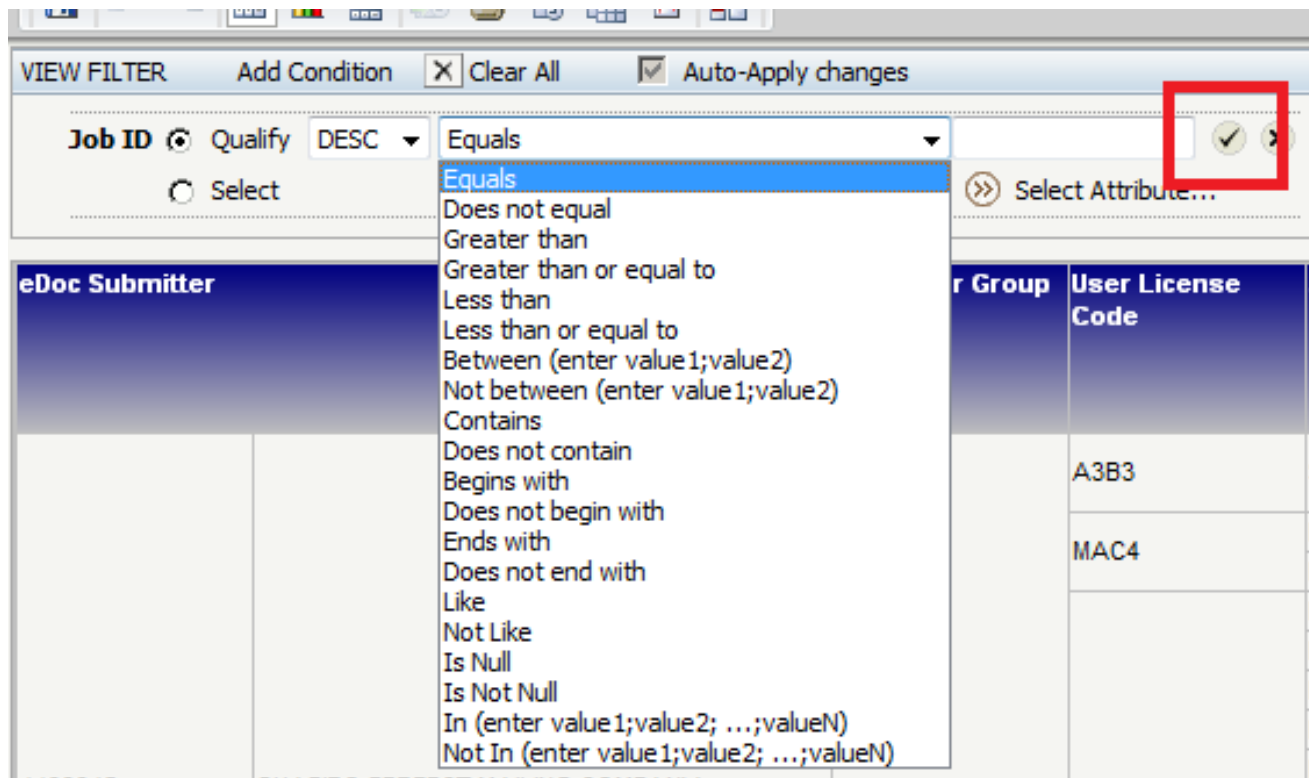 VIEW FILTER Add Condition Clear All Auto-Apply changes
Job ID Qualify DESC Equals
Select Select Attribute...
Equals
Does not equal
Greater than
Greater than or equal to
Less than
Less than or equal to
Between (enter value1;value2)
Not between (enter value1;value2)
Contains
Does not contain
Begins with
Does not begin with
Ends with
Does not end with
Like
Not Like
Is Null
Is Not Null
In (enter value1;value2; ...;valueN)
Not In (enter value1;value2; ...;valueN)
eDoc Submitter r Group User License
Code
A3B3
MAC4